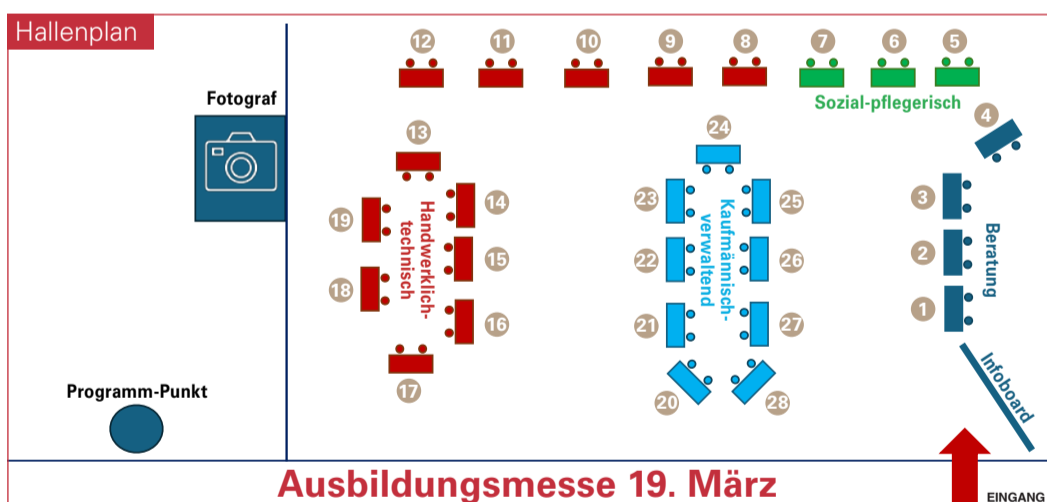 Hallenplan
12
11
10
9
8
7
6
5
Sozial-pflegerisch
4
Fotograf
13
14
15
16
17
18
19
Handwerklich-
technisch
24
23
22
21
20
25
26
27
28
Kaufmännisch-
verwaltend
3
2
1
Beratung
Infoboard
Programm-Punkt
Ausbildungsmesse 19. März
EINGANG